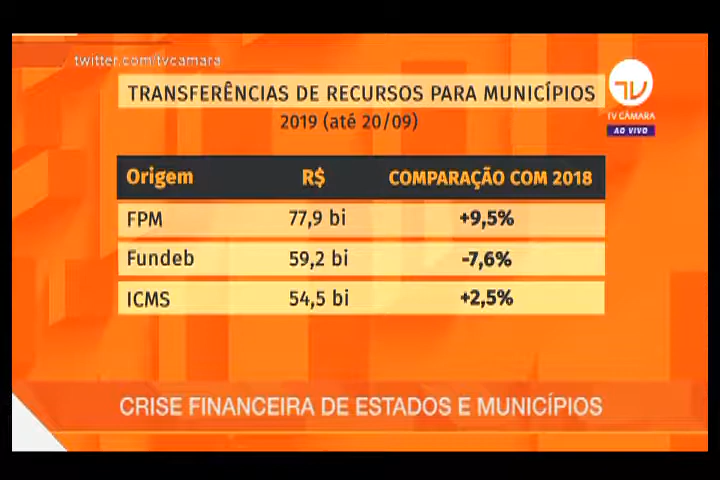 twitter.com/tvcamara
TRANSFERÊNCIAS DE RECURSOS PARA MUNICÍPIOS
2019 (até 20/09)
TV CÂMARA
AO VIVO
Origem R$ COMPARAÇÃO COM 2018
FPM 77,9 bi +9,5%
Fundeb 59,2 bi -7,6%
ICMS 54,5 bi +2,5%
CRISE FINANCEIRA DE ESTADOS E MUNICÍPIOS